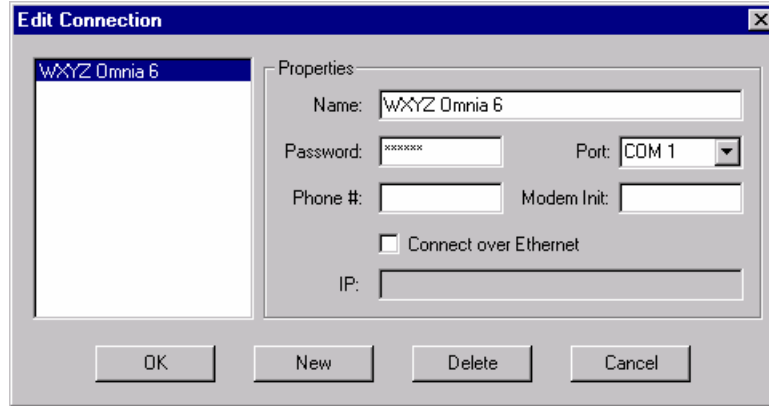 Edit Connection
WXYZ Omnia 6
Properties
Name: WXYZ Omnia 6
Password: xxxxxx Port: COM 1
Phone #: Modem Init:
Connect over Ethernet
IP:
OK New Delete Cancel